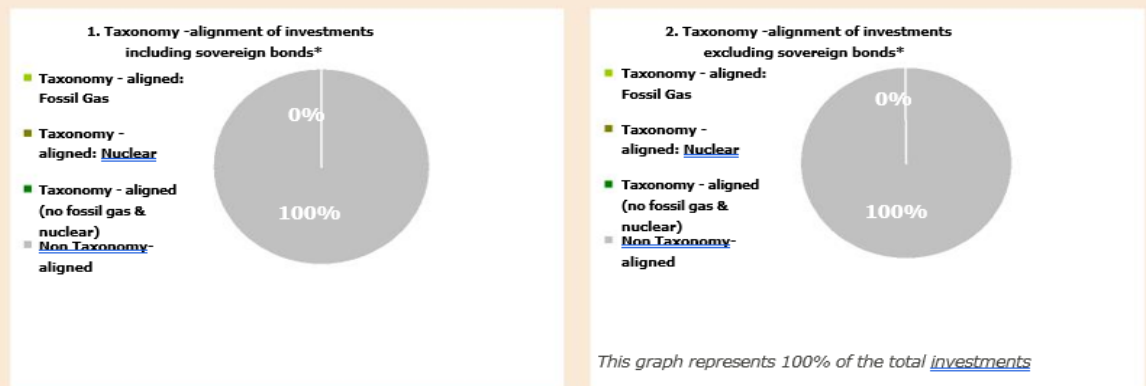 1. Taxonomy -alignment of investments
including sovereign bonds*
Taxonomy - aligned:
Fossil Gas
Taxonomy -
aligned: Nuclear
Taxonomy - aligned
(no fossil gas &
nuclear)
Non Taxonomy-
aligned
0%
100%
2. Taxonomy -alignment of investments
excluding sovereign bonds*
Taxonomy - aligned:
Fossil Gas
Taxonomy -
aligned: Nuclear
Taxonomy - aligned
(no fossil gas &
nuclear)
Non Taxonomy-
aligned
0%
100%
This graph represents 100% of the total investments